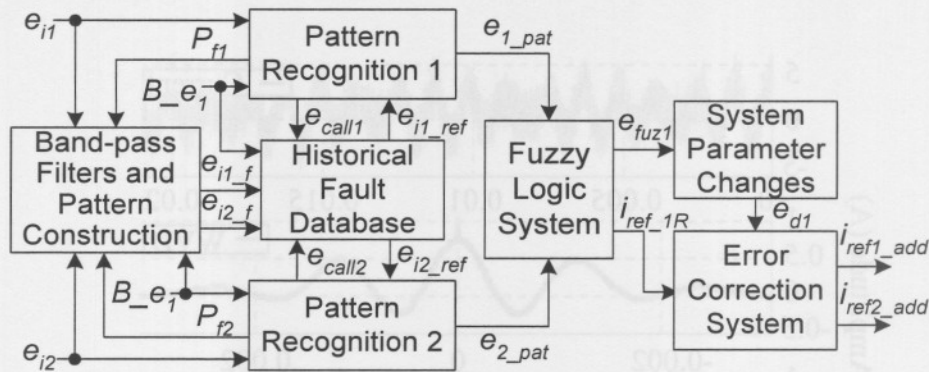 e_i1
P_f1
B_e_1
Pattern
Recognition 1
e_1_pat
e_call1
e_i1_ref
Band-pass
Filters and
Pattern
Construction
e_i1_f
e_i2_f
Historical
Fault
Database
Fuzzy
Logic
System
e_fuz1
System
Parameter
Changes
i_ref_1R
e_d1
e_call2
e_i2_ref
B_e_1
P_f2
Pattern
Recognition 2
e_2_pat
e_i2
Error
Correction
System
i_ref1_add
i_ref2_add